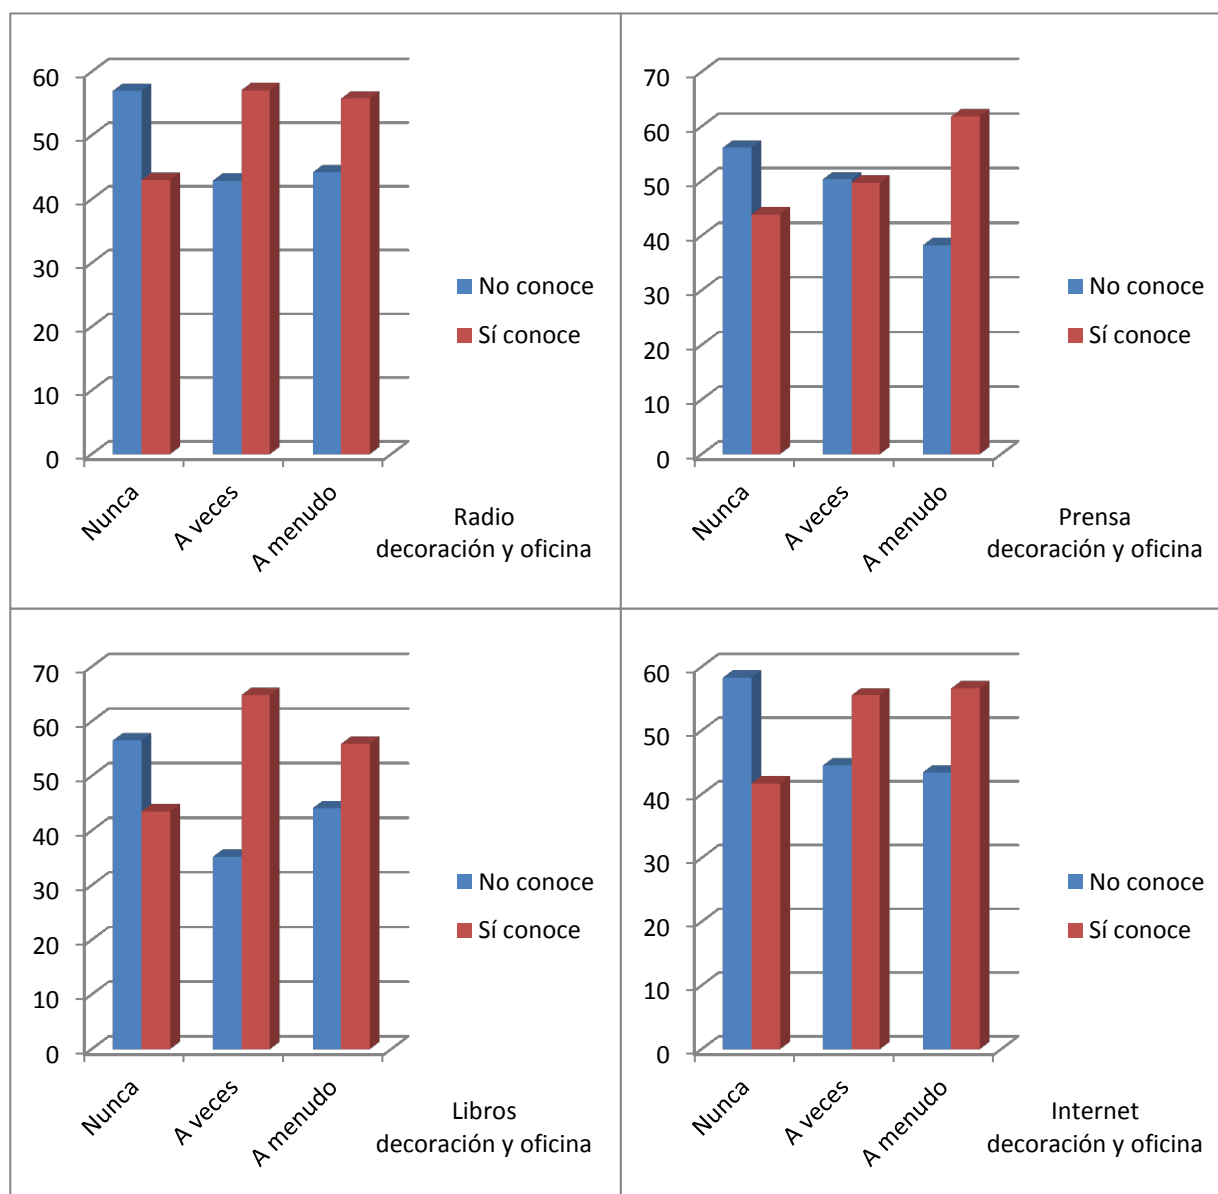 60
50
40
30
20
10
0
Nunca
A veces
A menudo
No conoce
Sí conoce
Radio
decoración y oficina
70
60
50
40
30
20
10
0
Nunca
A veces
A menudo
No conoce
Sí conoce
Prensa
decoración y oficina
70
60
50
40
30
20
10
0
Nunca
A veces
A menudo
No conoce
Sí conoce
Libros
decoración y oficina
60
50
40
30
20
10
0
Nunca
A veces
A menudo
No conoce
Sí conoce
Internet
decoración y oficina